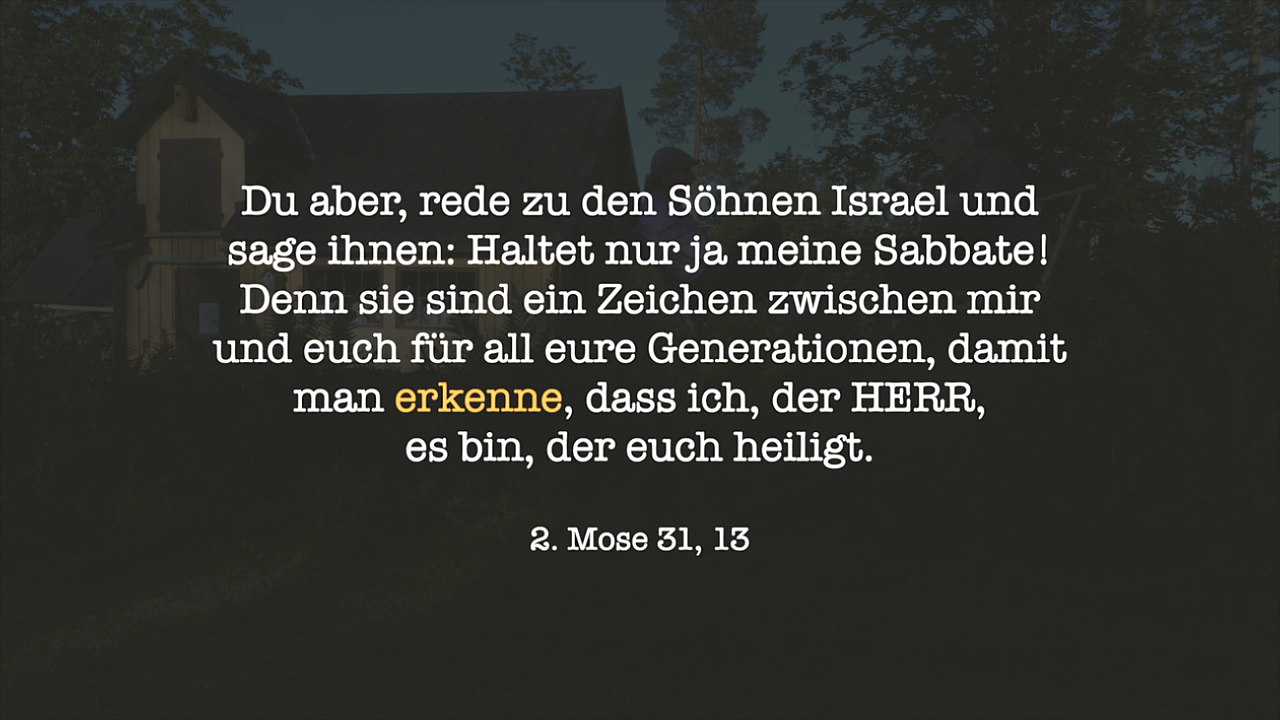 Du aber, rede zu den Söhnen Israel und
sage ihnen: Haltet nur ja meine Sabbate!
Denn sie sind ein Zeichen zwischen mir
und euch für all eure Generationen, damit
man erkenne, dass ich, der HERR,
es bin, der euch heiligt.
2. Mose 31, 13